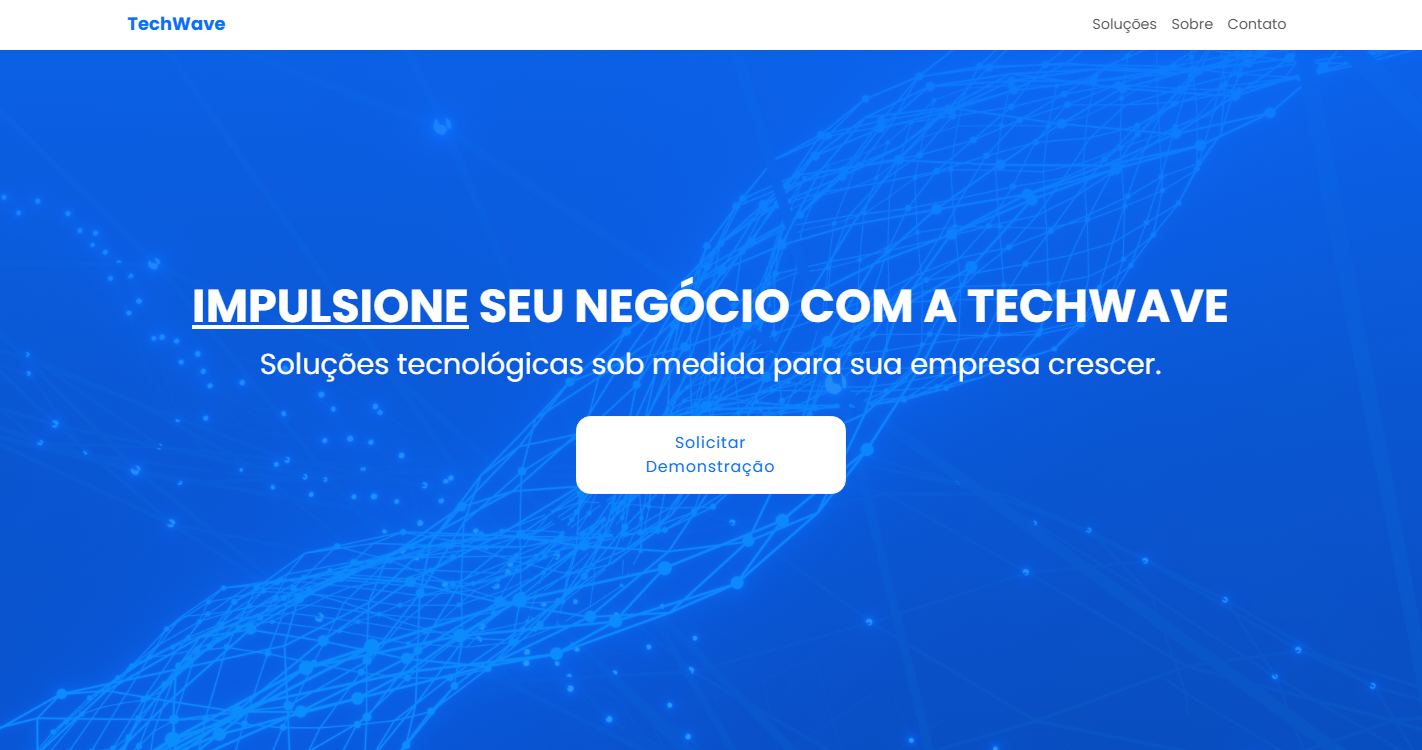 TechWave
Soluções Sobre Contato
IMPULSIONE SEU NEGÓCIO COM A TECHWAVE
Soluções tecnológicas sob medida para sua empresa crescer.
Solicitar
Demonstração